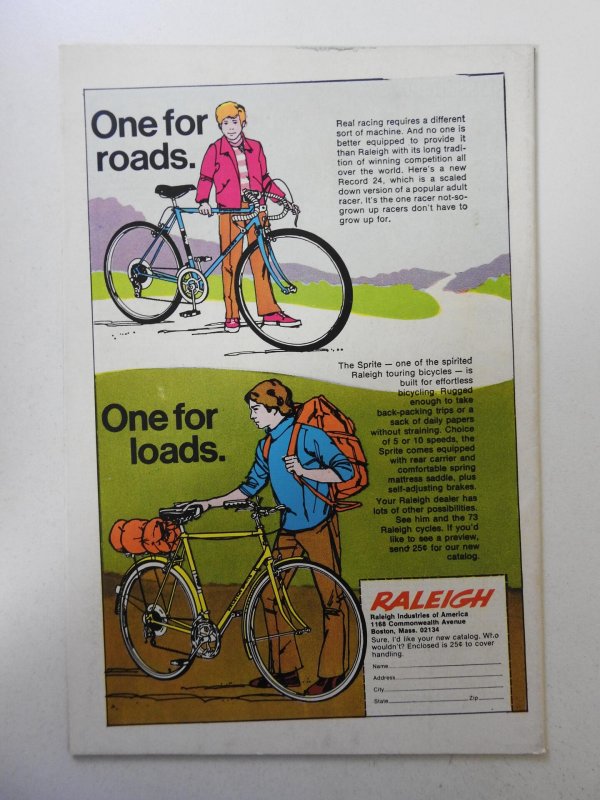 One for
roads.
Real racing requires a different
sort of machine. And no one is
better equipped to provide it
than Raleigh with its long tradi-
tion of winning competition all
over the world. Here's a new
Record 24, which is a scaled
down version of a popular adult
racer. It's the one racer not-so-
grown up racers don't have to
grow up for.
The Sprite — one of the spirited
Raleigh touring bicycles — is
built for effortless
bicycling. Rugged
enough to take
back-packing trips or a
sack of daily papers
without straining. Choice
of 5 or 10 speeds, the
Sprite comes equipped
with rear carrier and
comfortable spring
mattress saddle, plus
self-adjusting brakes.
Your Raleigh dealer has
lots of other possibilities.
See him and the 73
Raleigh cycles. If you'd
like to see a preview,
send 25¢ for our new
catalog.
One for
loads.
RALEIGH
Raleigh Industries of America
1168 Commonwealth Avenue
Boston, Mass. 02134
Sure, I'd like your new catalog. Who
wouldn't? Enclosed is 25¢ to cover
handling.
Name
Address
City
State Zip